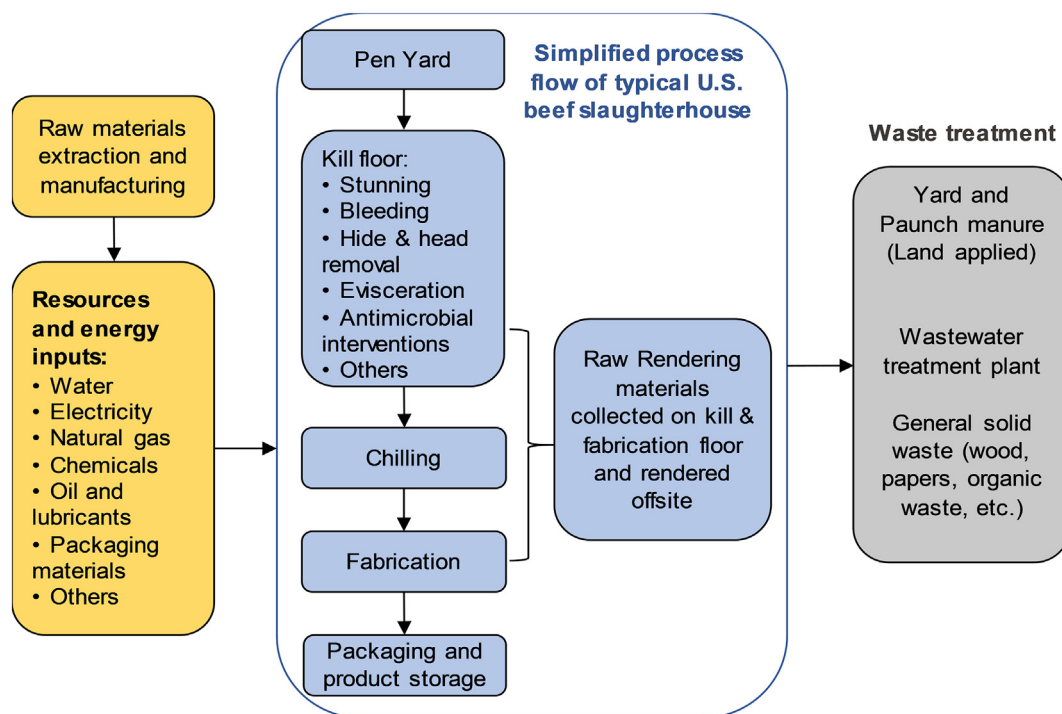 Raw materials
extraction and
manufacturing
Resources
and energy
inputs:
• Water
• Electricity
• Natural gas
• Chemicals
• Oil and
lubricants
• Packaging
materials
• Others
Simplified process
flow of typical U.S.
beef slaughterhouse
Pen Yard
Kill floor:
• Stunning
• Bleeding
• Hide & head
removal
• Evisceration
• Antimicrobial
interventions
• Others
Chilling
Fabrication
Packaging and
product storage
Raw Rendering
materials
collected on kill &
fabrication floor
and rendered
offsite
Waste treatment
Yard and
Paunch manure
(Land applied)
Wastewater
treatment plant
General solid
waste (wood,
papers, organic
waste, etc.)